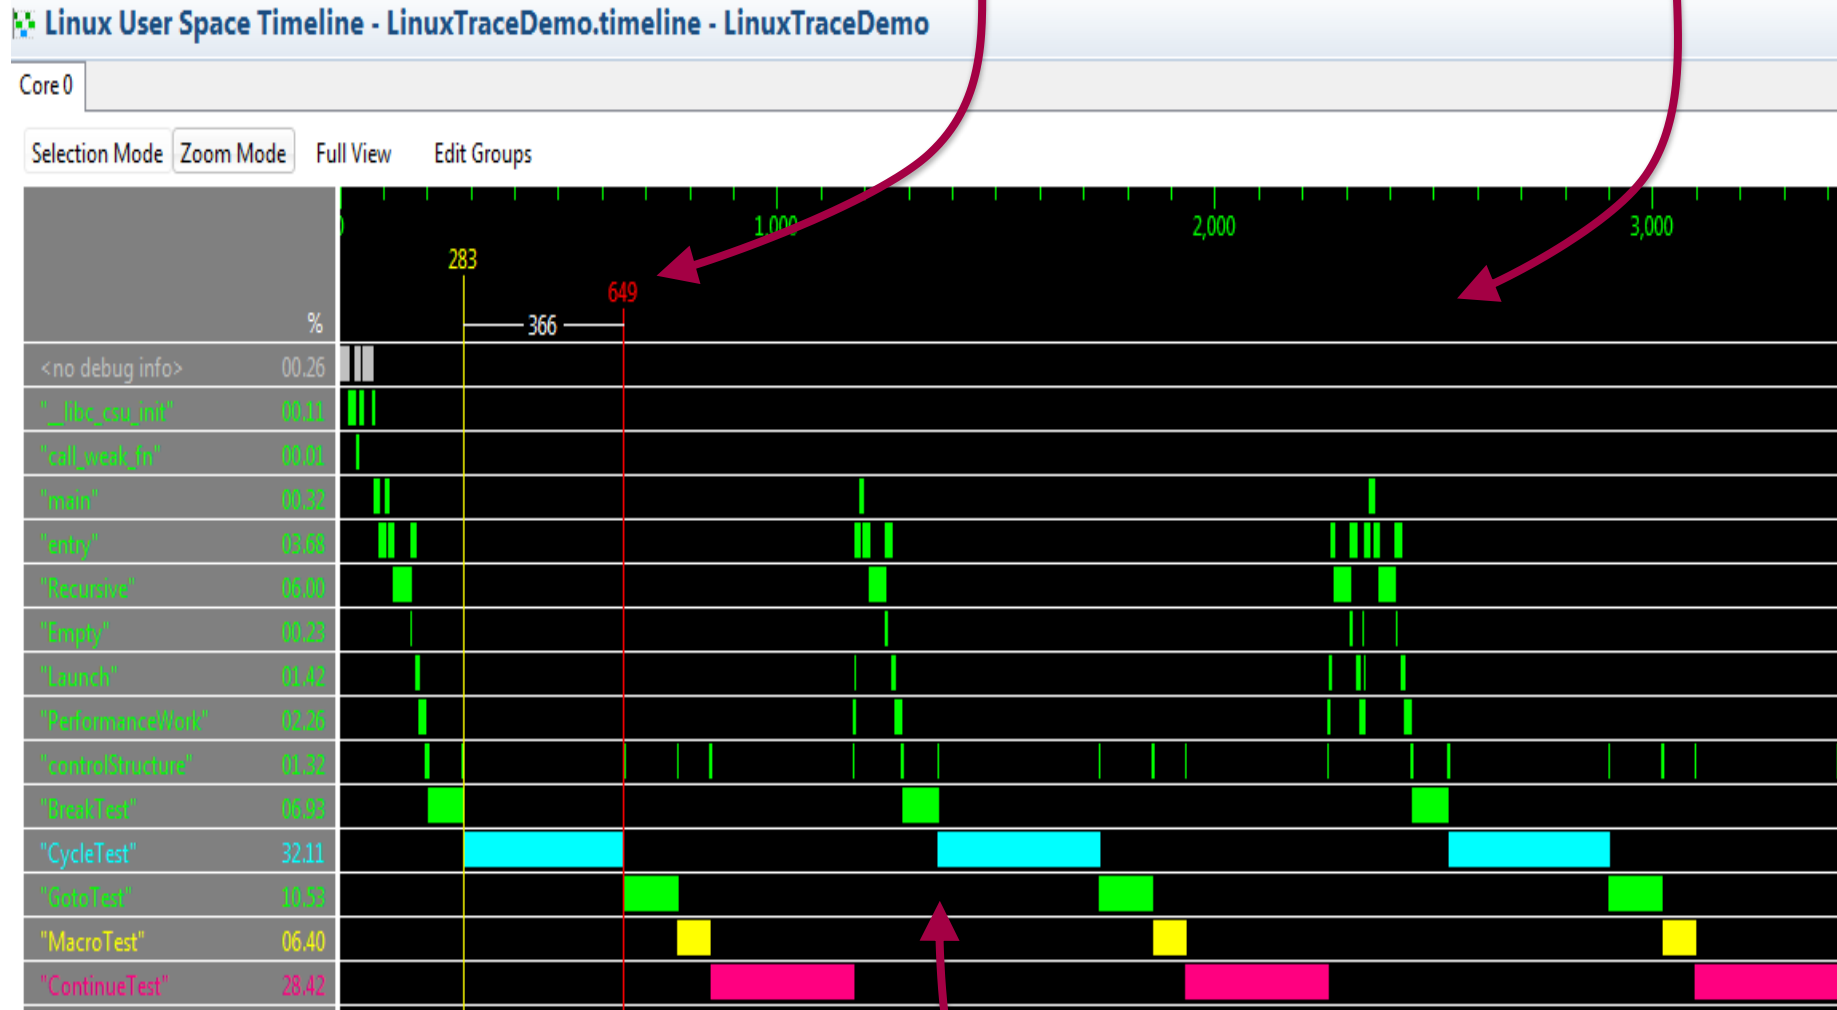 Linux User Space Timeline - LinuxTraceDemo.timeline - LinuxTraceDemo
Core 0
Selection Mode Zoom Mode Full View Edit Groups
0 1,000 2,000 3,000
283
649
% 366
<no debug info> 00.26
"__libc_csu_init" 00.11
"call_weak_fn" 00.01
"main" 00.32
"entry" 03.68
"Recursive" 06.00
"Empty" 00.23
"Launch" 01.42
"PerformanceWork" 02.26
"controlStructure" 01.32
"BreakTest" 06.93
"CycleTest" 32.11
"GotoTest" 10.53
"MacroTest" 06.40
"ContinueTest" 28.42